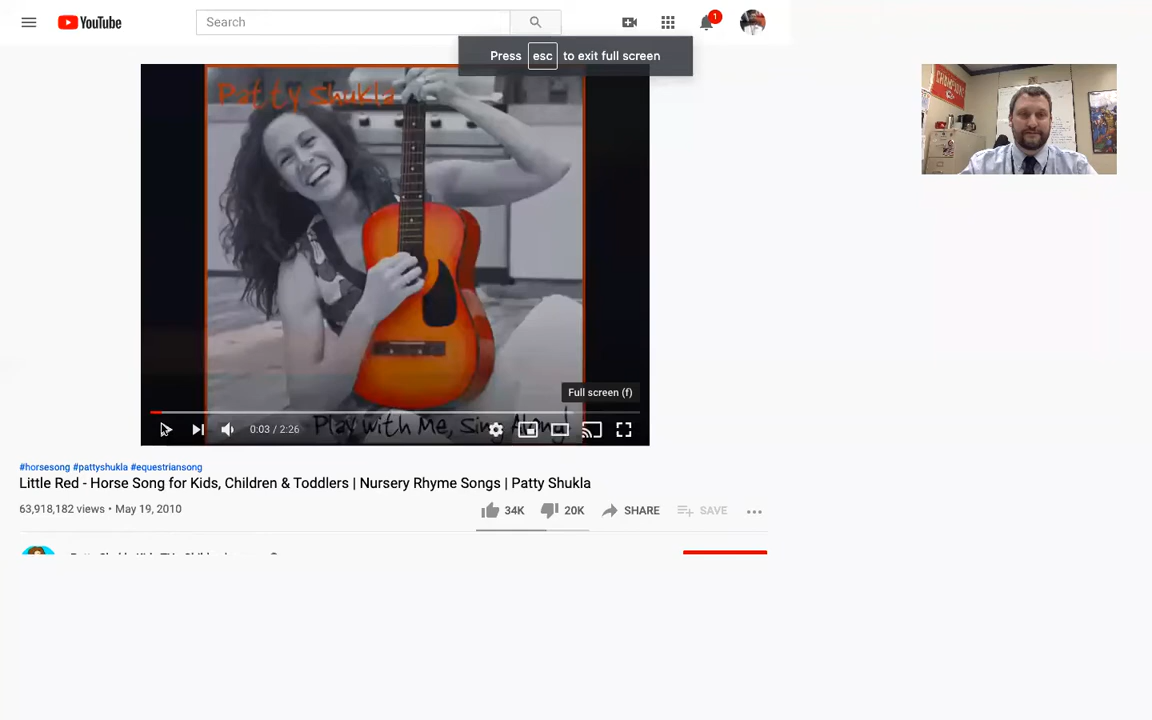 YouTube
Search
1
Press esc to exit full screen
Patty Shukla
CHAMPIONS
Full screen (f)
Play with Me, Sing Along!
0:03 / 2:26
#horsesong #pattyshukla #equestriansong
Little Red - Horse Song for Kids, Children & Toddlers | Nursery Rhyme Songs | Patty Shukla
63,918,182 views • May 19, 2010
34K
20K
SHARE
SAVE